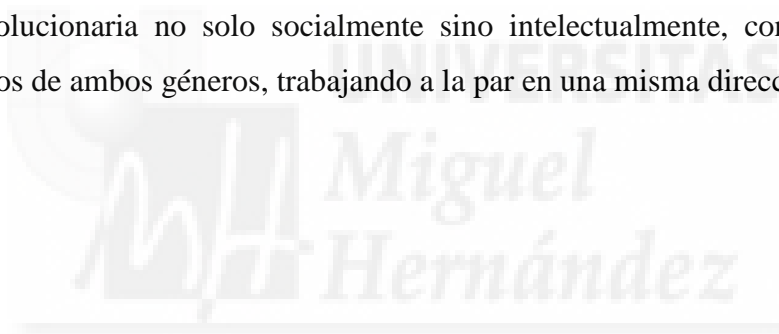 olucionaria no solo socialmente sino intelectualmente, con
os de ambos géneros, trabajando a la par en una misma direcc
UNIVERSITAS
Miguel
Hernández